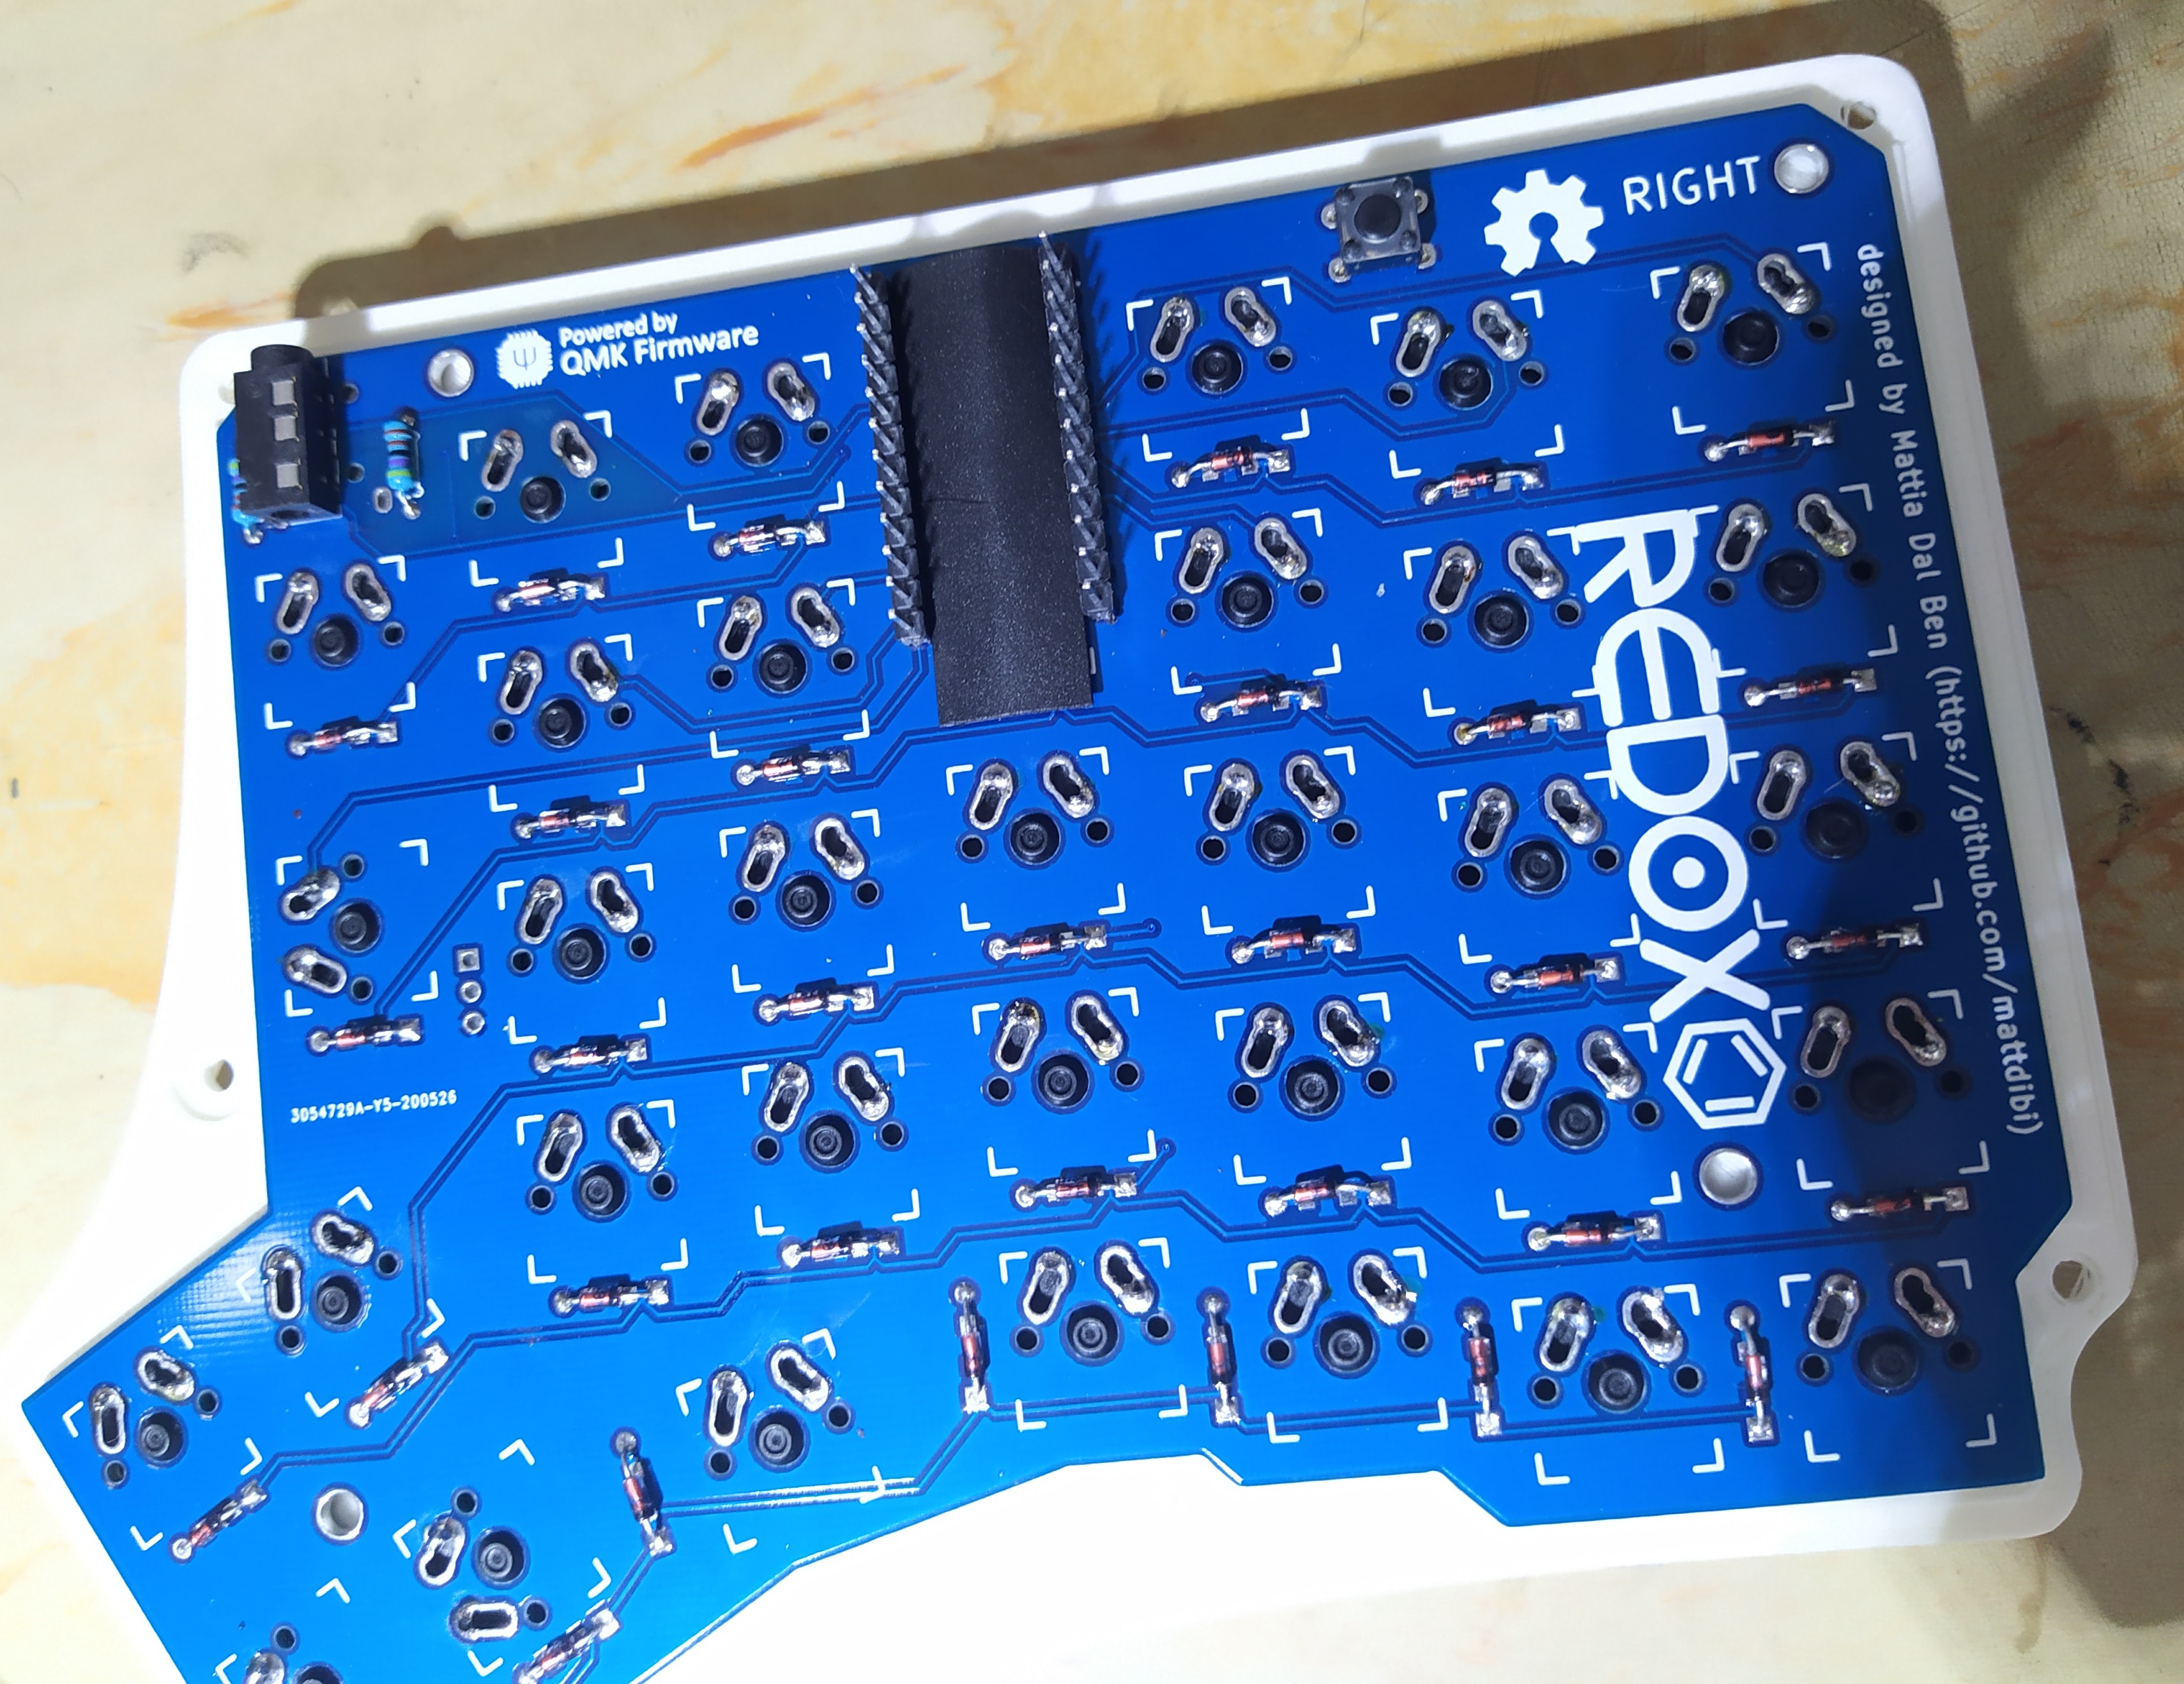 Powered by
QMK Firmware
RIGHT
designed by Mattia Dal Ben (https://github.com/mattdibi)
REDOX
3054729A-Y5-200526